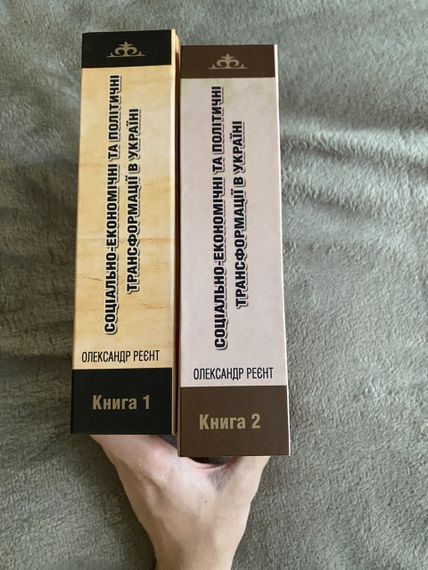 СОЦІАЛЬНО-ЕКОНОМІЧНІ ТА ПОЛІТИЧНІ
ТРАНСФОРМАЦІЇ В УКРАЇНІ
ОЛЕКСАНДР РЕЄНТ
Книга 1
СОЦІАЛЬНО-ЕКОНОМІЧНІ ТА ПОЛІТИЧНІ
ТРАНСФОРМАЦІЇ В УКРАЇНІ
ОЛЕКСАНДР РЕЄНТ
Книга 2